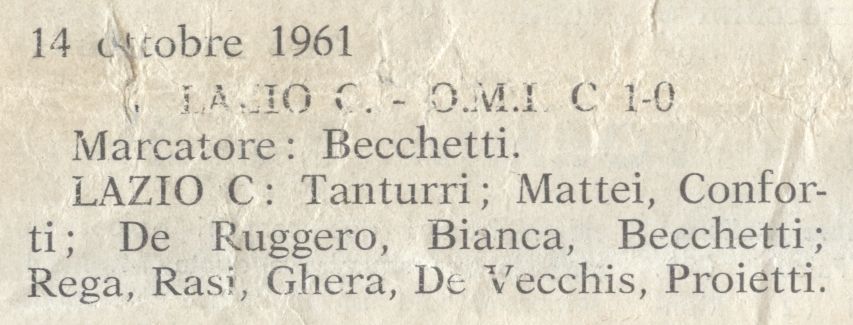 14 ottobre 1961
LAZIO C. - O.M.I. C 1-0
Marcatore: Becchetti.
LAZIO C: Tanturri; Mattei, Confor-
ti; De Ruggero, Bianca, Becchetti;
Rega, Rasi, Ghera, De Vecchis, Proietti.